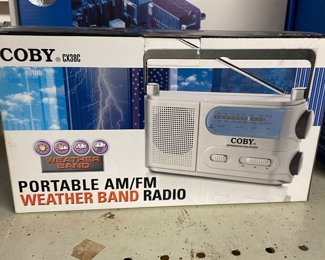 COBY® CX38C
COBY.
WEATHER
BAND
PORTABLE AM/FM
WEATHER BAND RADIO